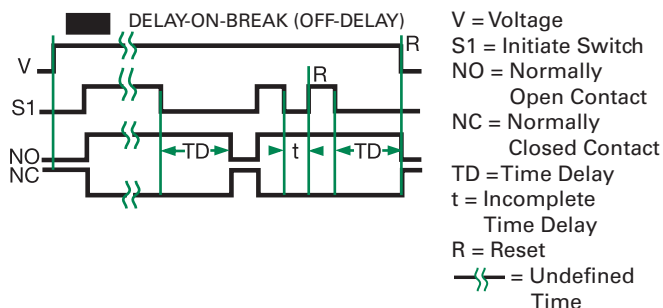 DELAY-ON-BREAK (OFF-DELAY)
R
V
R
S1
TD
t
TD
NO
NC
V = Voltage
S1 = Initiate Switch
NO = Normally
Open Contact
NC = Normally
Closed Contact
TD = Time Delay
t = Incomplete
Time Delay
R = Reset
= Undefined
Time